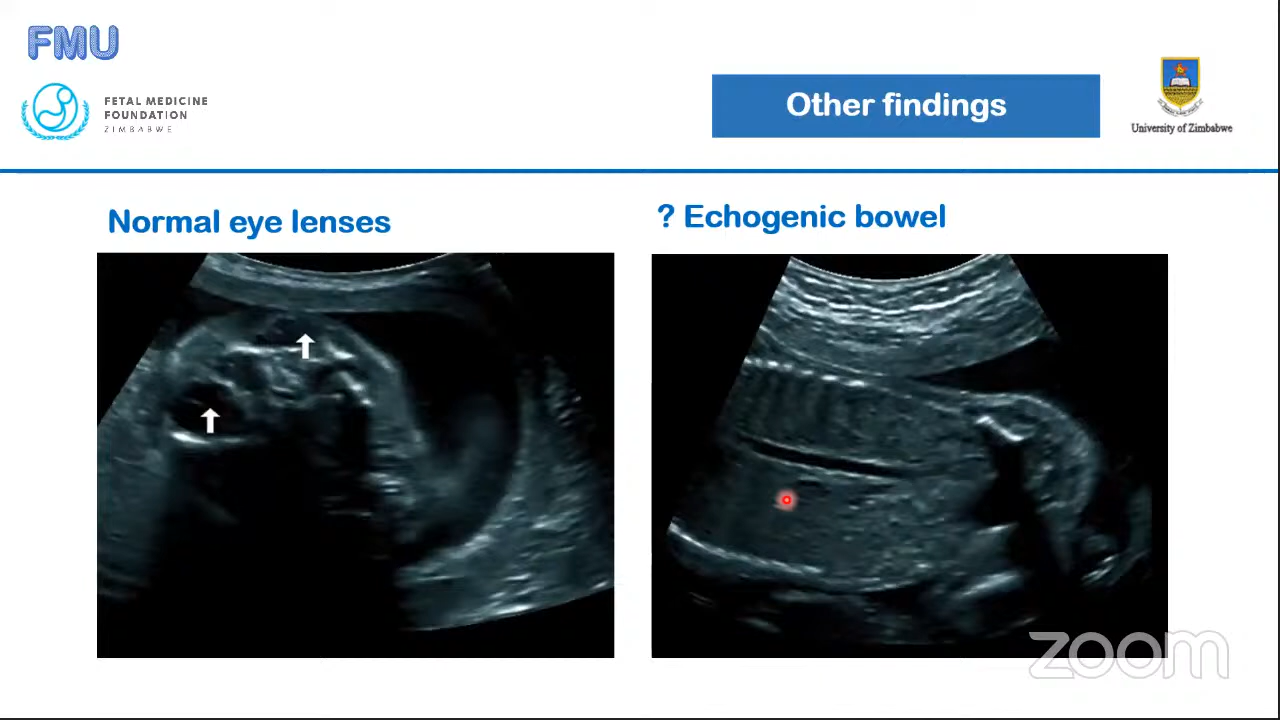 FMU
FETAL MEDICINE
FOUNDATION
ZIMBABWE
Other findings
University of Zimbabwe
Normal eye lenses
? Echogenic bowel
zoom